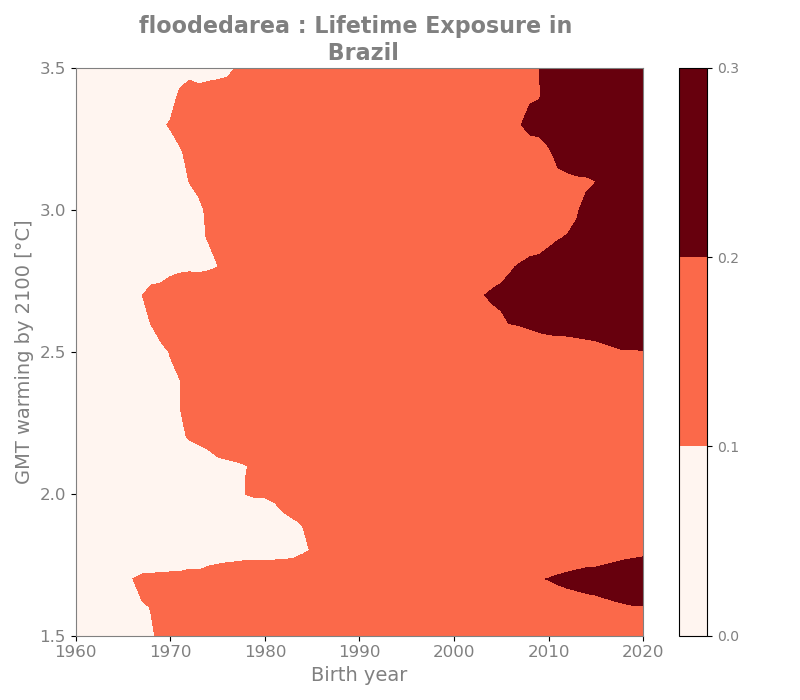 floodedarea : Lifetime Exposure in
Brazil
3.5
3.0
2.5
2.0
1.5
GMT warming by 2100 [°C]
1960 1970 1980 1990 2000 2010 2020
Birth year
0.3
0.2
0.1
0.0